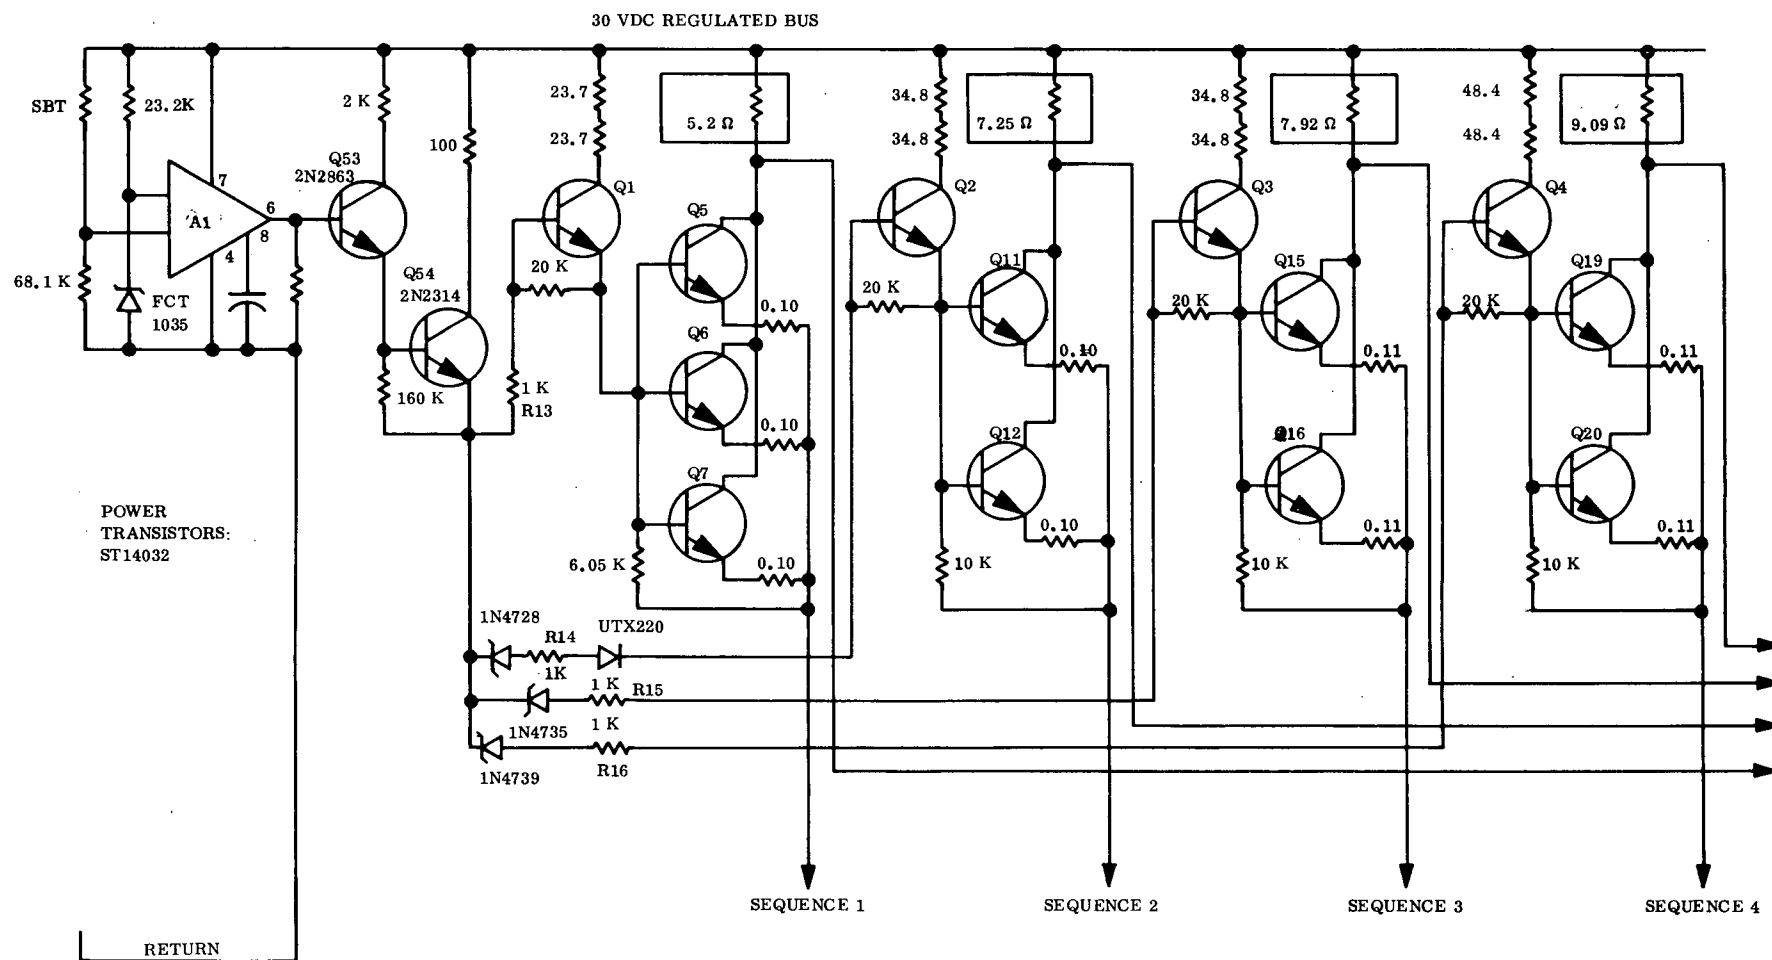 30 VDC REGULATED BUS
SBT
23.2K
2 K
100
23.7
23.7
5.2 Ω
34.8
34.8
7.25 Ω
34.8
34.8
7.92 Ω
48.4
48.4
9.09 Ω
A1
7
6
8
4
68.1 K
FCT
1035
Q53
2N2863
Q54
2N2314
160 K
Q1
20 K
1 K
R13
Q5
0.10
Q6
0.10
Q7
0.10
6.05 K
Q2
20 K
Q11
0.10
Q12
0.10
10 K
Q3
20 K
Q15
0.11
Q16
0.11
10 K
Q4
20 K
Q19
0.11
Q20
0.11
10 K
POWER
TRANSISTORS:
ST14032
1N4728
R14
1K
UTX220
1 K
R15
1N4735
1 K
1N4739
R16
SEQUENCE 1
SEQUENCE 2
SEQUENCE 3
SEQUENCE 4
RETURN